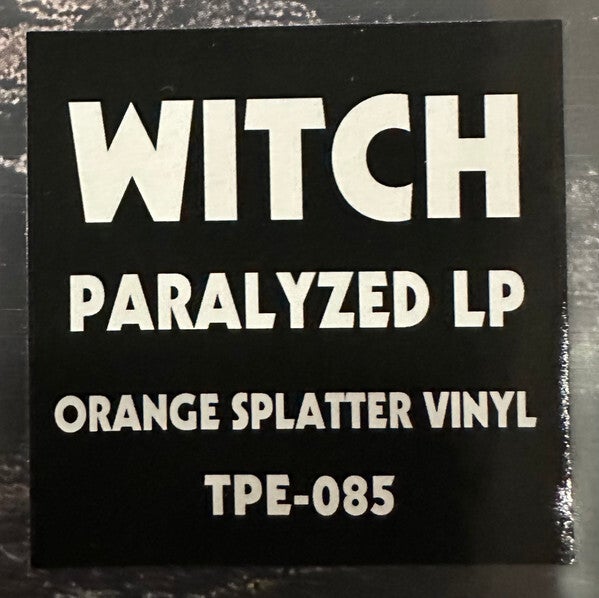 WITCH
PARALYZED LP
ORANGE SPLATTER VINYL
TPE-085